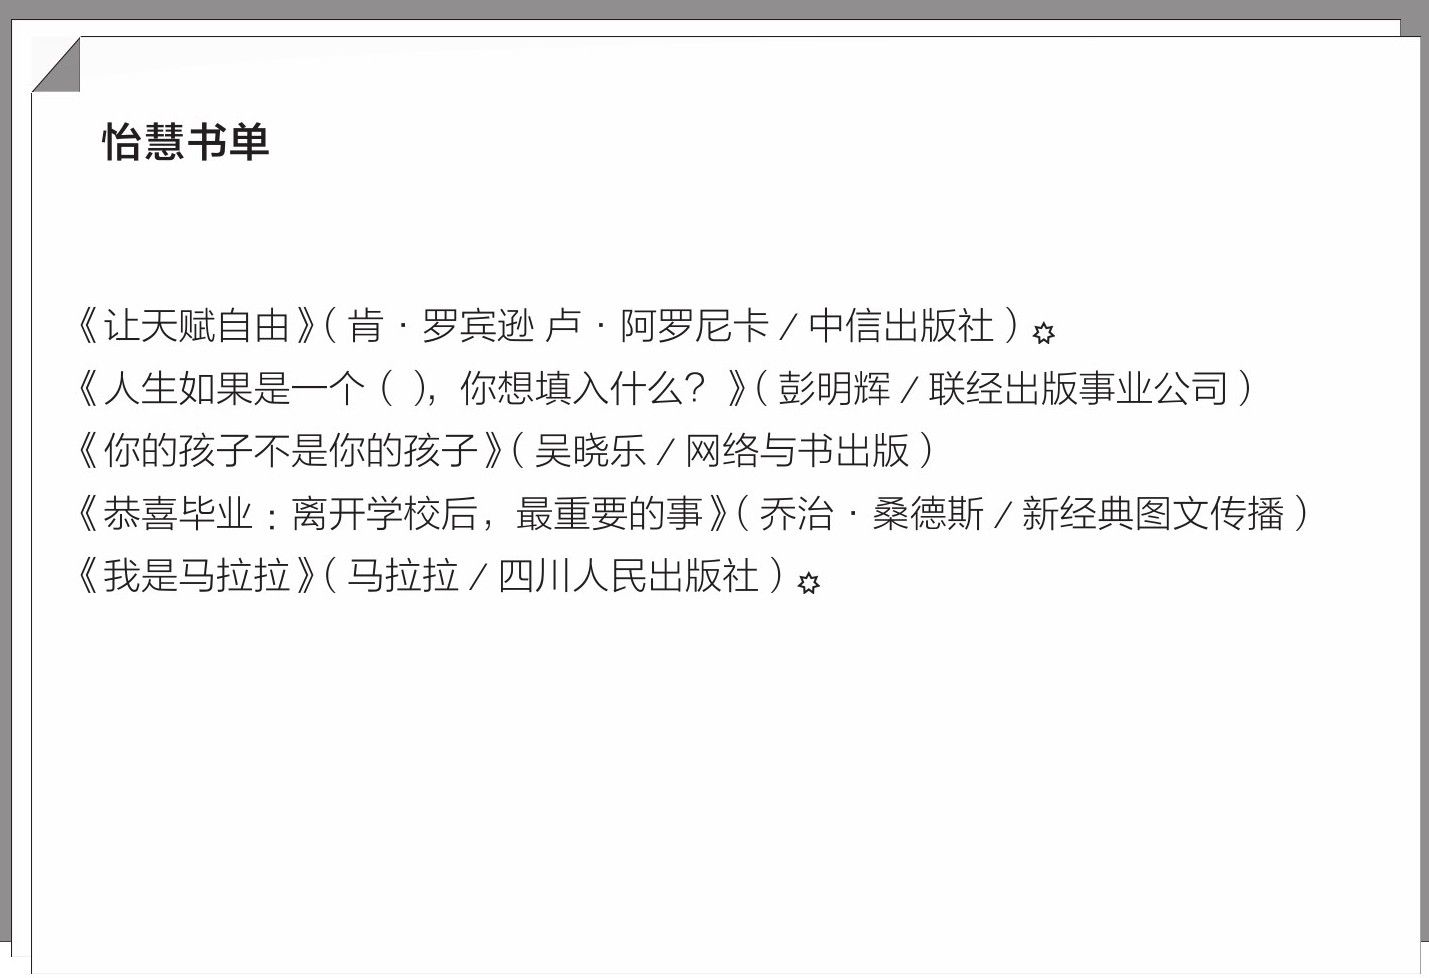 怡慧书单
《让天赋自由》（肯·罗宾逊 卢·阿罗尼卡 / 中信出版社）
《人生如果是一个（ ），你想填入什么？》（彭明辉 / 联经出版事业公司）
《你的孩子不是你的孩子》（吴晓乐 / 网络与书出版）
《恭喜毕业：离开学校后，最重要的事》（乔治·桑德斯 / 新经典图文传播）
《我是马拉拉》（马拉拉 / 四川人民出版社）